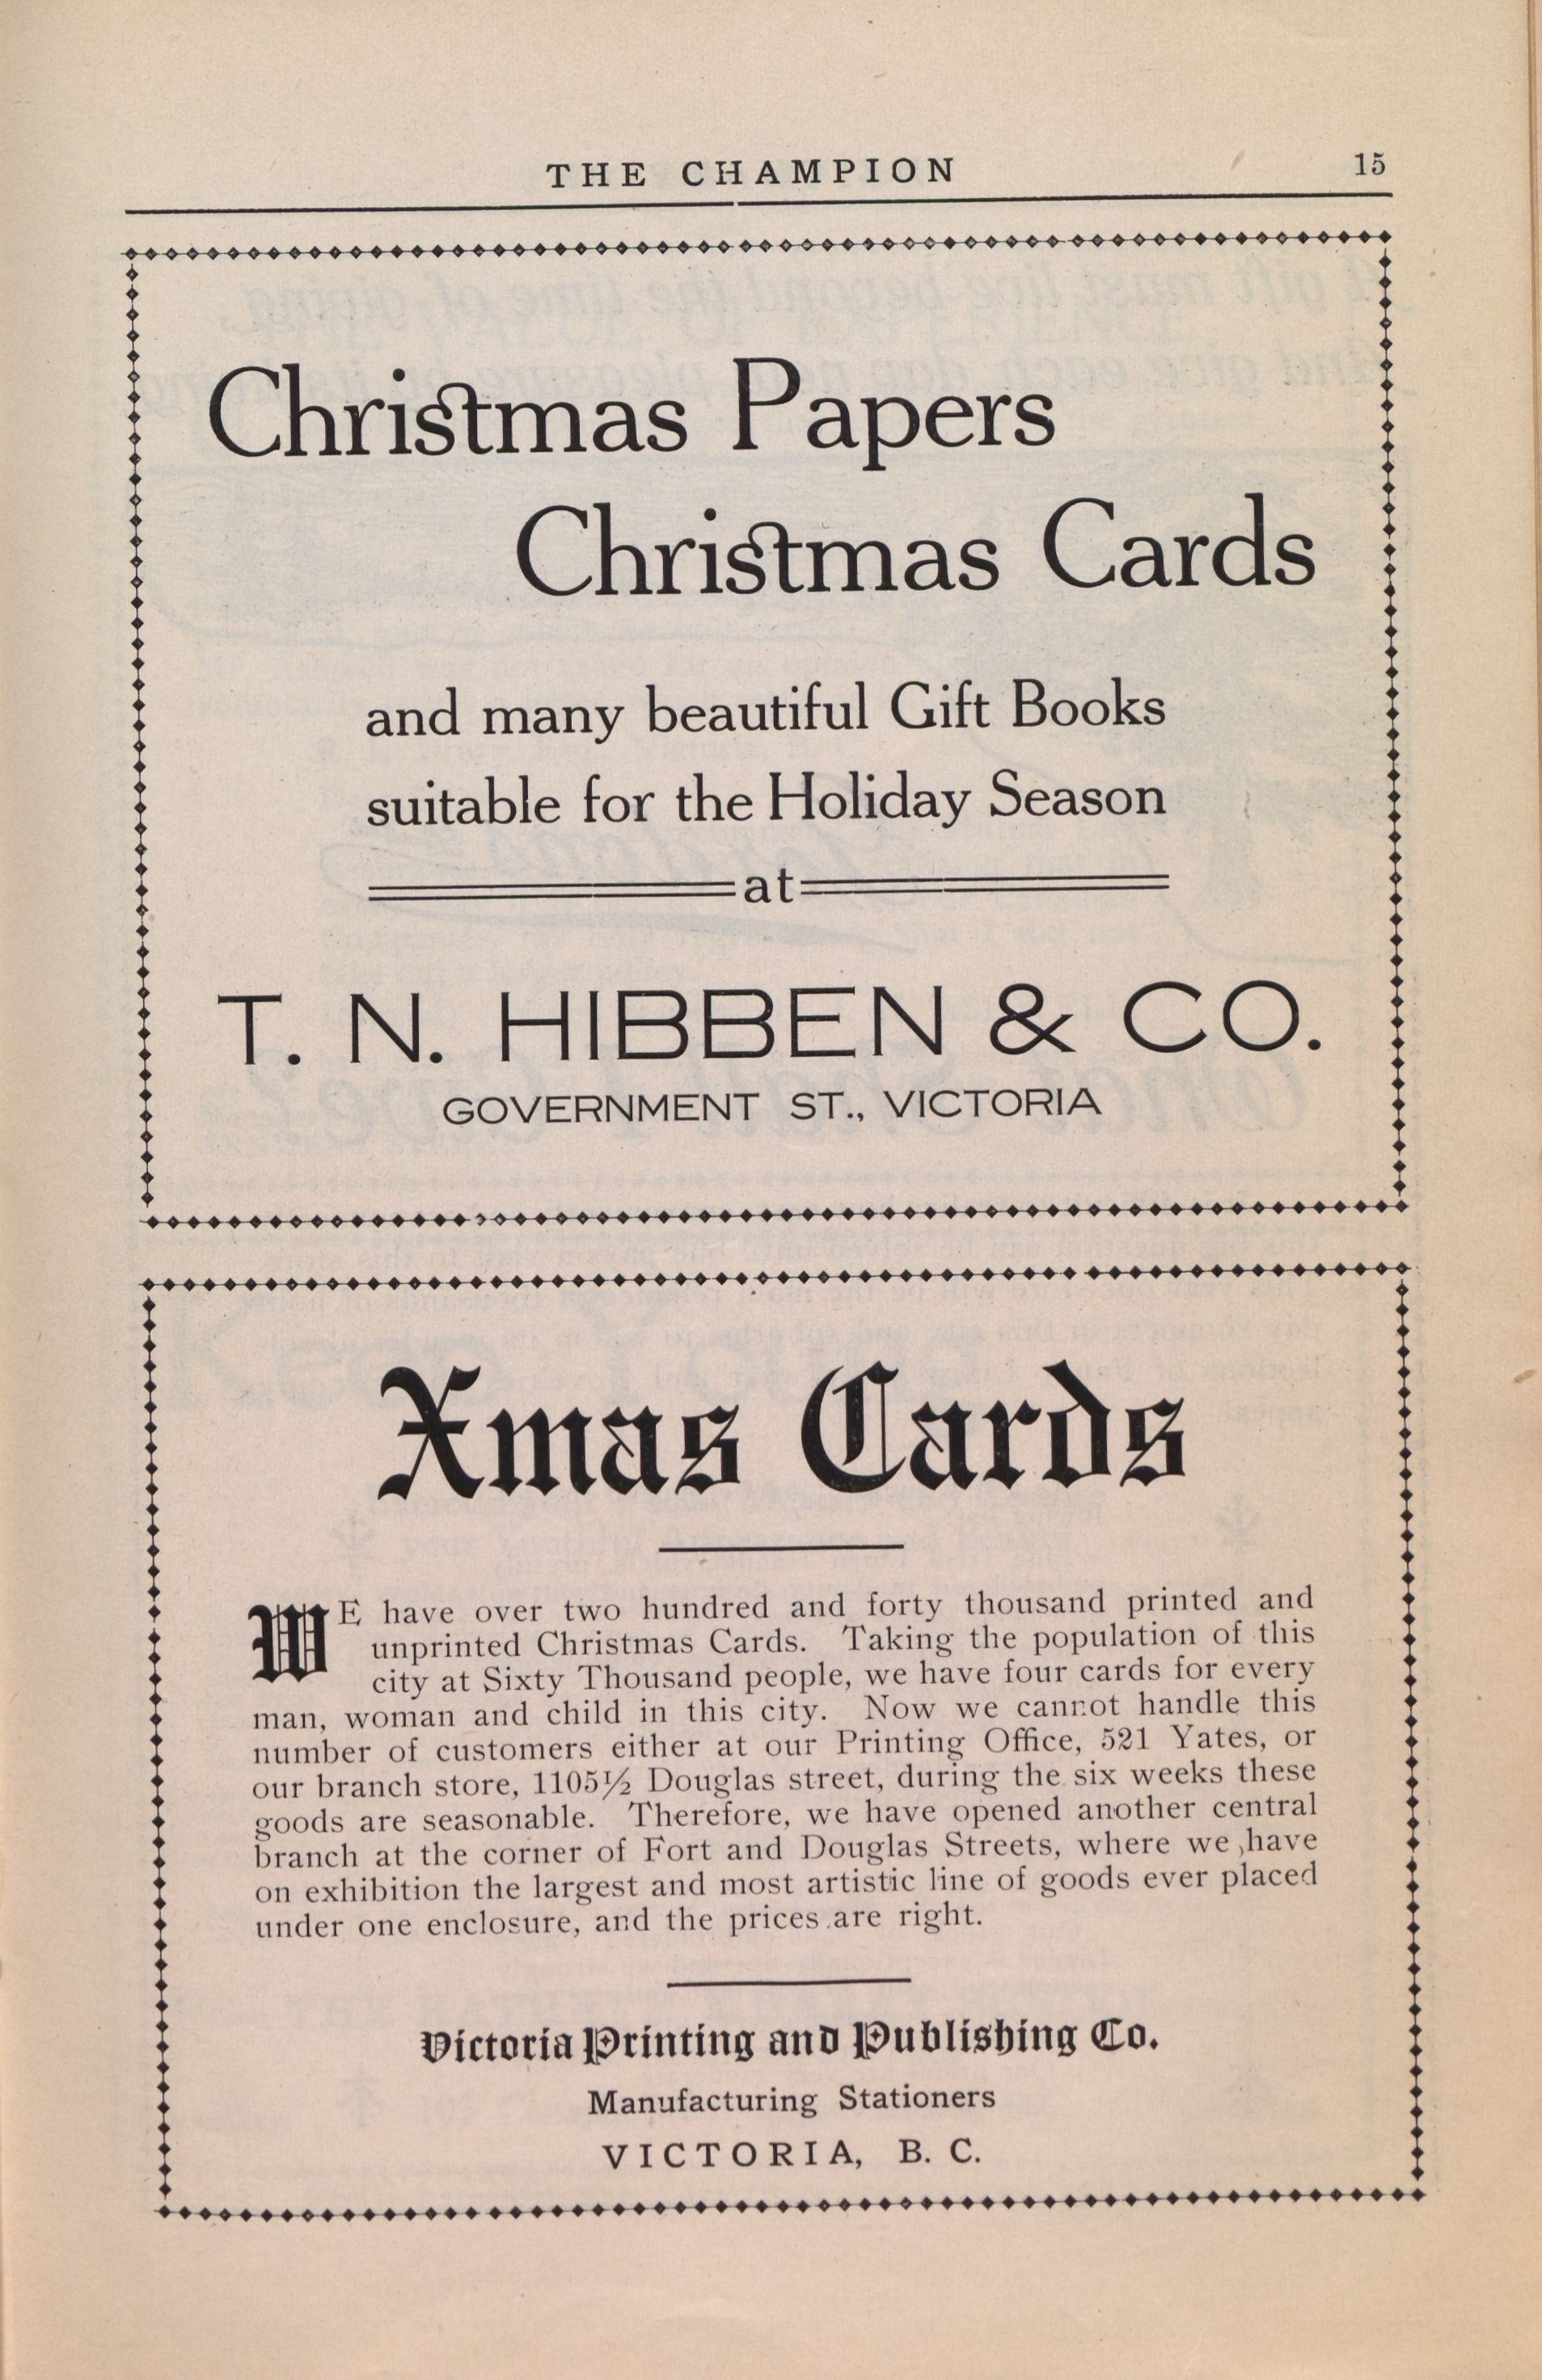 THE CHAMPION 15
Christmas Papers
Christmas Cards
and many beautiful Gift Books
suitable for the Holiday Season
at
T. N. HIBBEN & CO.
GOVERNMENT ST., VICTORIA
Xmas Cards
WE have over two hundred and forty thousand printed and
unprinted Christmas Cards. Taking the population of this
city at Sixty Thousand people, we have four cards for every
man, woman and child in this city. Now we cannot handle this
number of customers either at our Printing Office, 521 Yates, or
our branch store, 1105½ Douglas street, during the six weeks these
goods are seasonable. Therefore, we have opened another central
branch at the corner of Fort and Douglas Streets, where we have
on exhibition the largest and most artistic line of goods ever placed
under one enclosure, and the prices are right.
Victoria Printing and Publishing Co.
Manufacturing Stationers
VICTORIA, B. C.